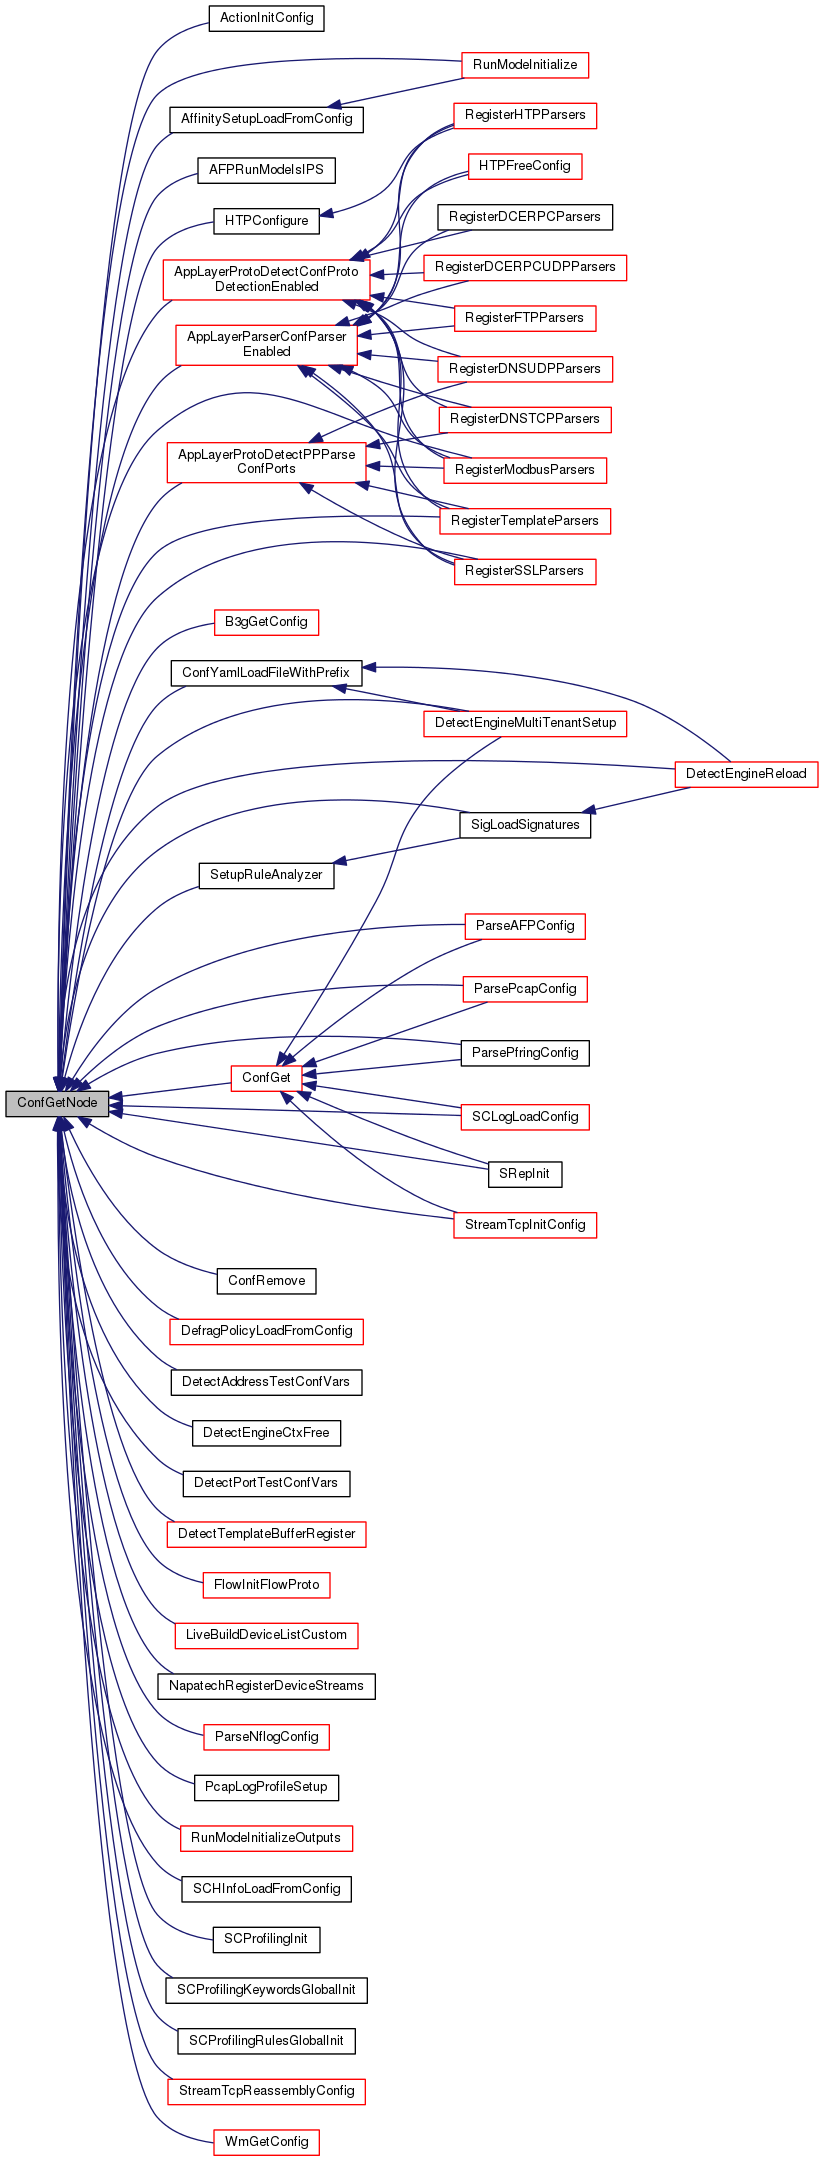 ActionInitConfig
RunModeInitialize
AffinitySetupLoadFromConfig
RegisterHTPParsers
AFPRunModeIsIPS
HTPFreeConfig
HTPConfigure
RegisterDCERPCParsers
AppLayerProtoDetectConfProto
DetectionEnabled
RegisterDCERPCUDPParsers
RegisterFTPParsers
AppLayerParserConfParser
Enabled
RegisterDNSUDPParsers
RegisterDNSTCPParsers
AppLayerProtoDetectPPParse
ConfPorts
RegisterModbusParsers
RegisterTemplateParsers
RegisterSSLParsers
B3gGetConfig
ConfYamlLoadFileWithPrefix
DetectEngineMultiTenantSetup
DetectEngineReload
SigLoadSignatures
SetupRuleAnalyzer
ParseAFPConfig
ParsePcapConfig
ParsePfringConfig
ConfGet
ConfGetNode
SCLogLoadConfig
SRepInit
StreamTcpInitConfig
ConfRemove
DefragPolicyLoadFromConfig
DetectAddressTestConfVars
DetectEngineCtxFree
DetectPortTestConfVars
DetectTemplateBufferRegister
FlowInitFlowProto
LiveBuildDeviceListCustom
NapatechRegisterDeviceStreams
ParseNflogConfig
PcapLogProfileSetup
RunModeInitializeOutputs
SCHInfoLoadFromConfig
SCProfilingInit
SCProfilingKeywordsGlobalInit
SCProfilingRulesGlobalInit
StreamTcpReassemblyConfig
WmGetConfig